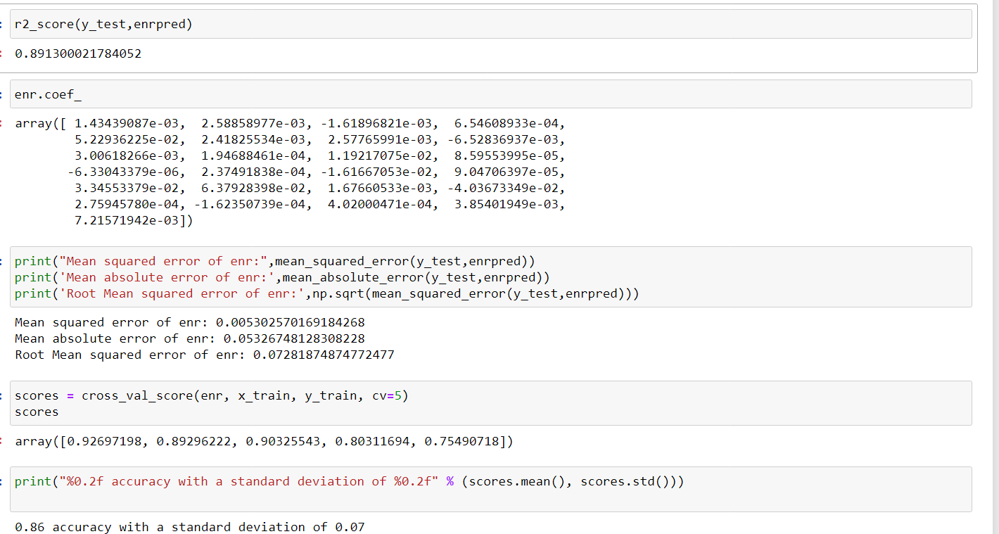 r2_score(y_test,enrpred)
0.891300021784052
enr.coef_
array([ 1.43439087e-03,  2.58858977e-03, -1.61896821e-03,  6.54608933e-04,
        5.22936225e-02,  2.41825534e-03,  2.57765991e-03, -6.52836937e-03,
        3.00618266e-03,  1.94688461e-04,  1.19217075e-02,  8.59553995e-05,
       -6.33043379e-06,  2.37491838e-04, -1.61667053e-02,  9.04706397e-05,
        3.34553379e-02,  6.37928398e-02,  1.67660533e-03, -4.03673349e-02,
        2.75945780e-04, -1.62350739e-04,  4.02000471e-04,  3.85401949e-03,
        7.21571942e-03])
print("Mean squared error of enr:",mean_squared_error(y_test,enrpred))
print('Mean absolute error of enr:',mean_absolute_error(y_test,enrpred))
print('Root Mean squared error of enr:',np.sqrt(mean_squared_error(y_test,enrpred)))
Mean squared error of enr: 0.005302570169184268
Mean absolute error of enr: 0.05326748128308228
Root Mean squared error of enr: 0.07281874874772477
scores = cross_val_score(enr, x_train, y_train, cv=5)
scores
array([0.92697198, 0.89296222, 0.90325543, 0.80311694, 0.75490718])
print("%0.2f accuracy with a standard deviation of %0.2f" % (scores.mean(), scores.std()))
0.86 accuracy with a standard deviation of 0.07